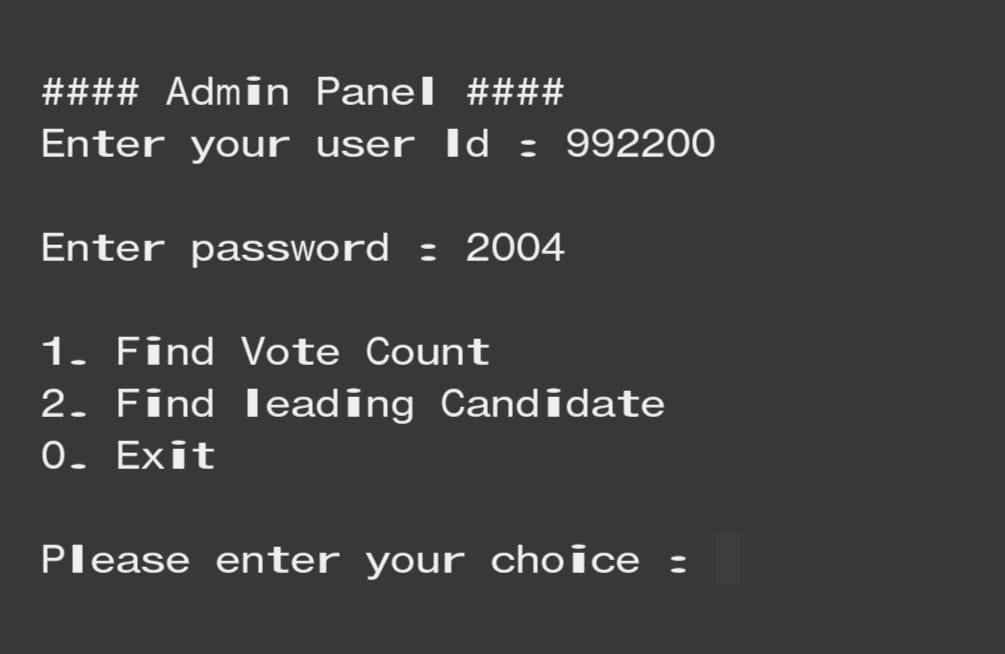 #### Admin Panel ####
Enter your user Id : 992200
Enter password : 2004
1. Find Vote Count
2. Find leading Candidate
0. Exit
Please enter your choice :